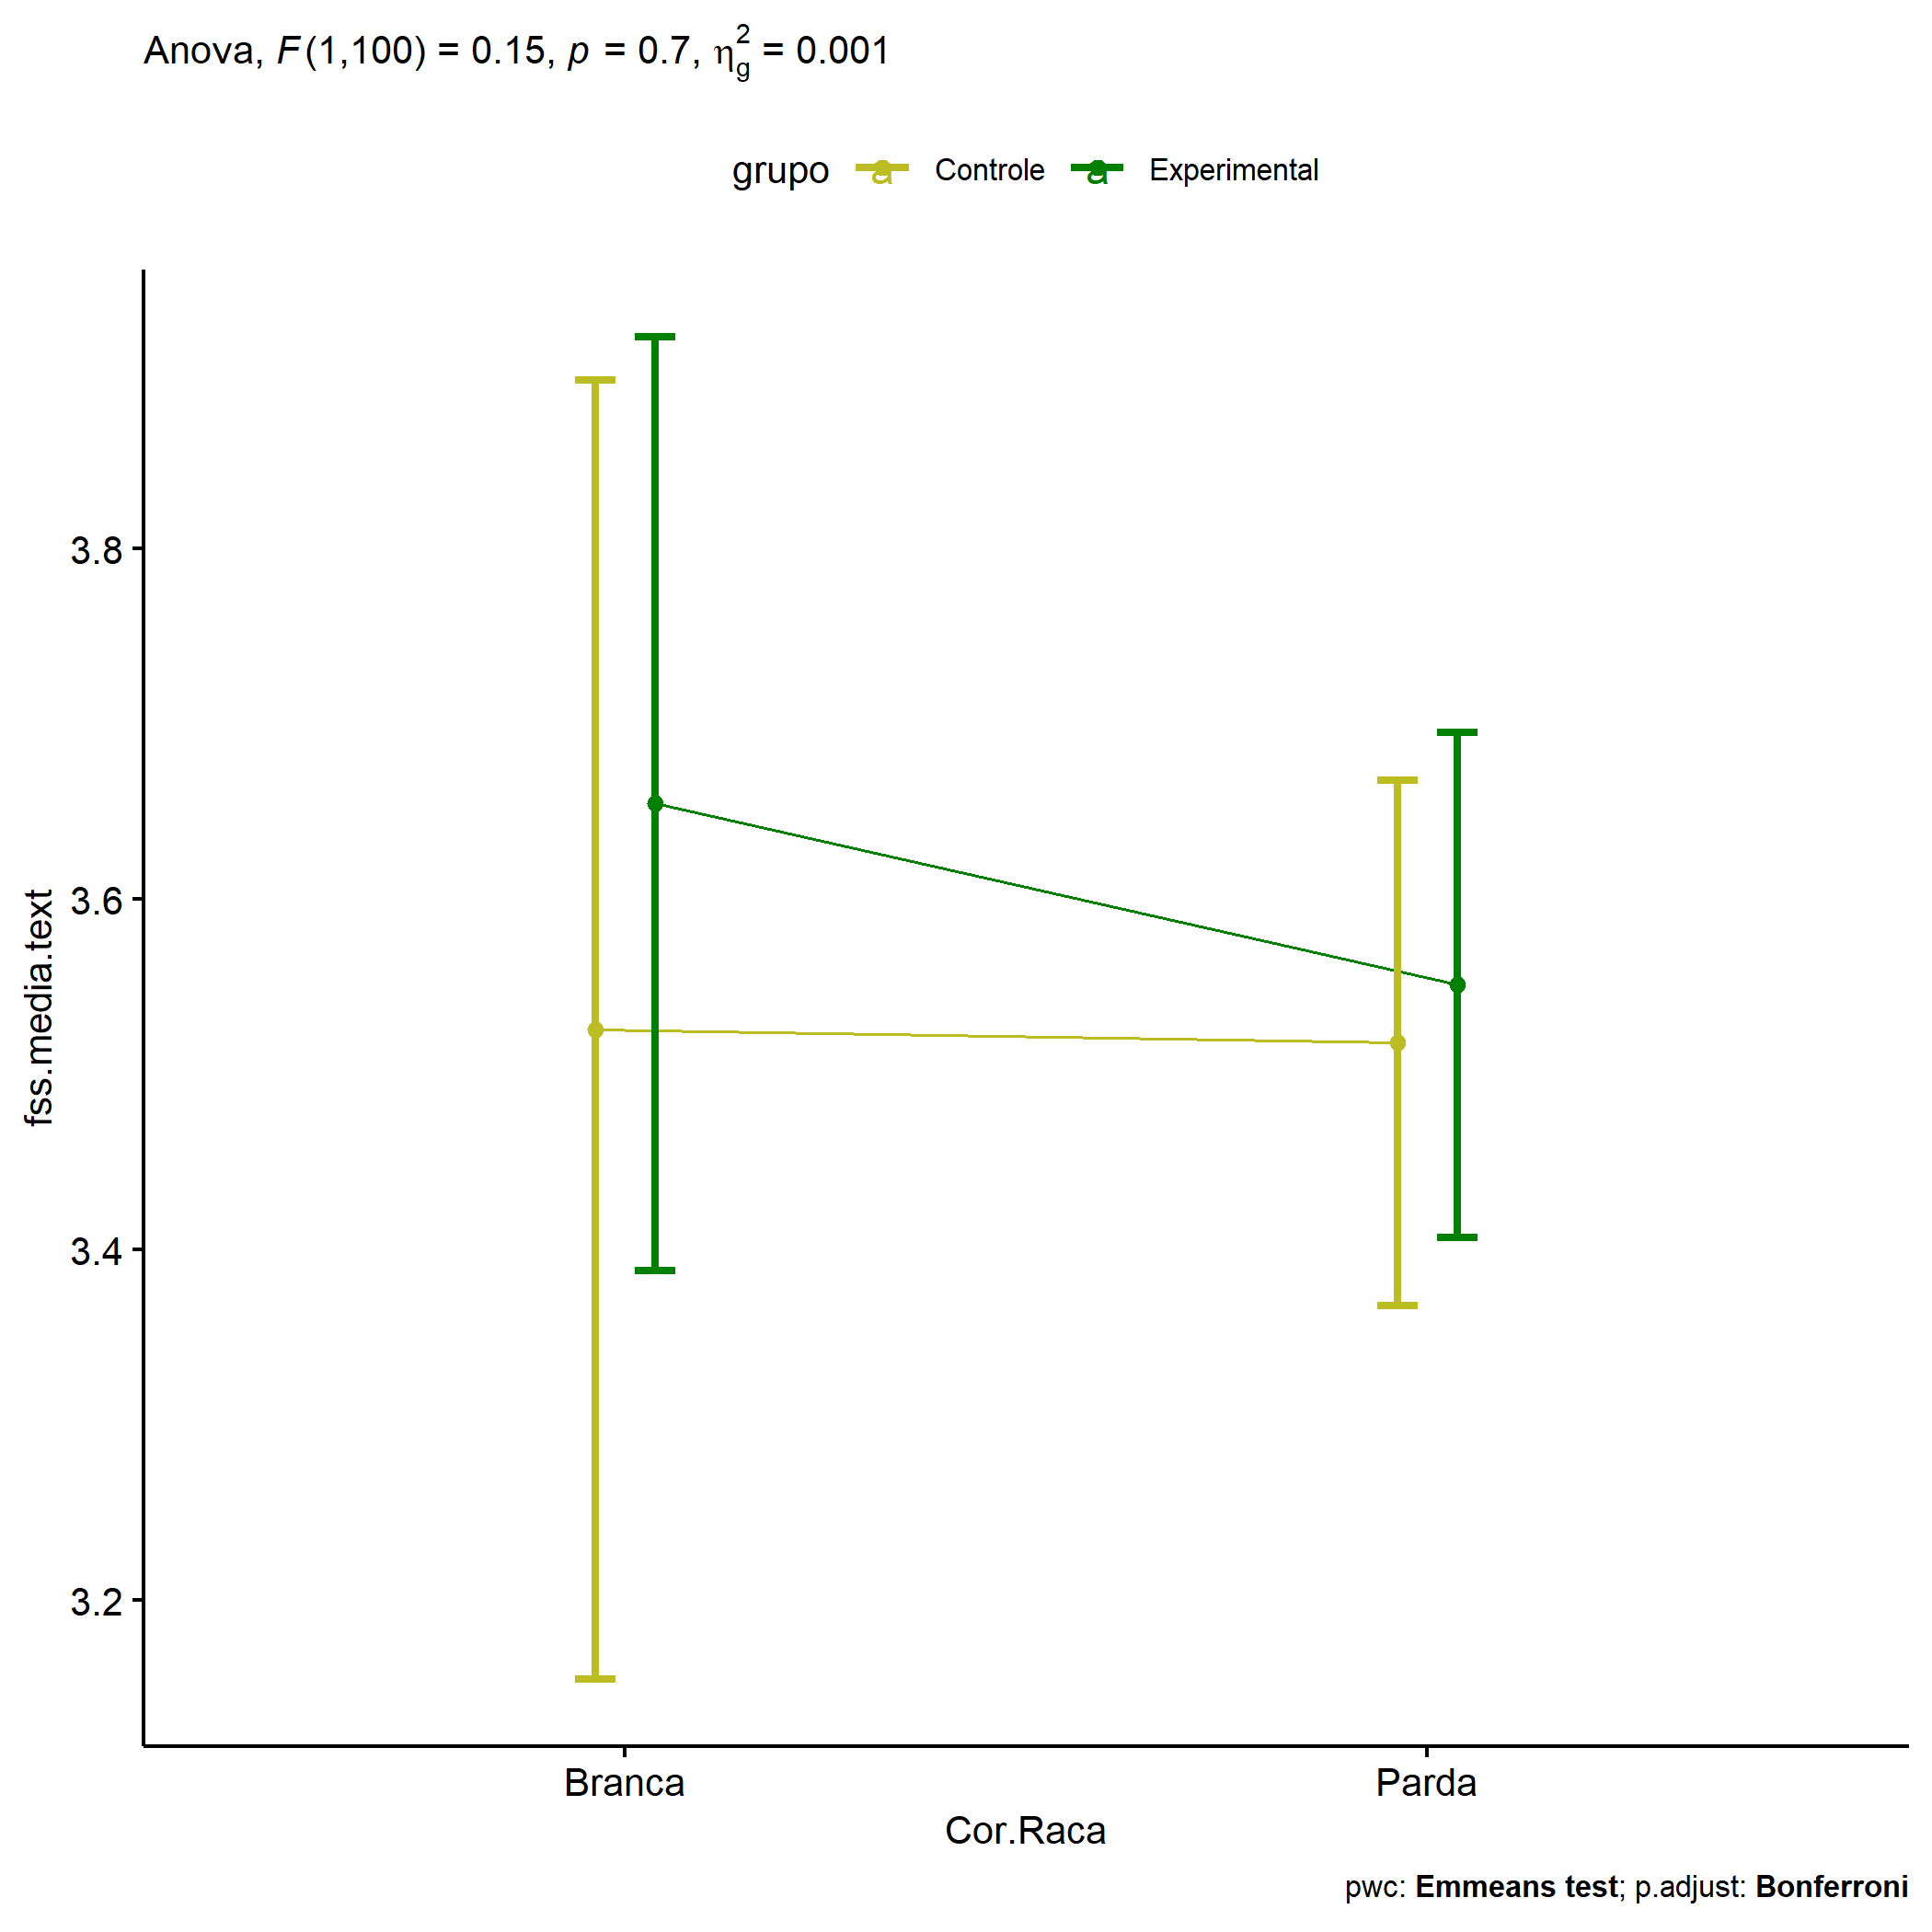 Anova, F(1,100) = 0.15, p = 0.7, η²g = 0.001
grupo a Controle a Experimental
3.8
3.6
3.4
3.2
fss.media.text
Branca Parda
Cor.Raca
pwc: Emmeans test; p.adjust: Bonferroni